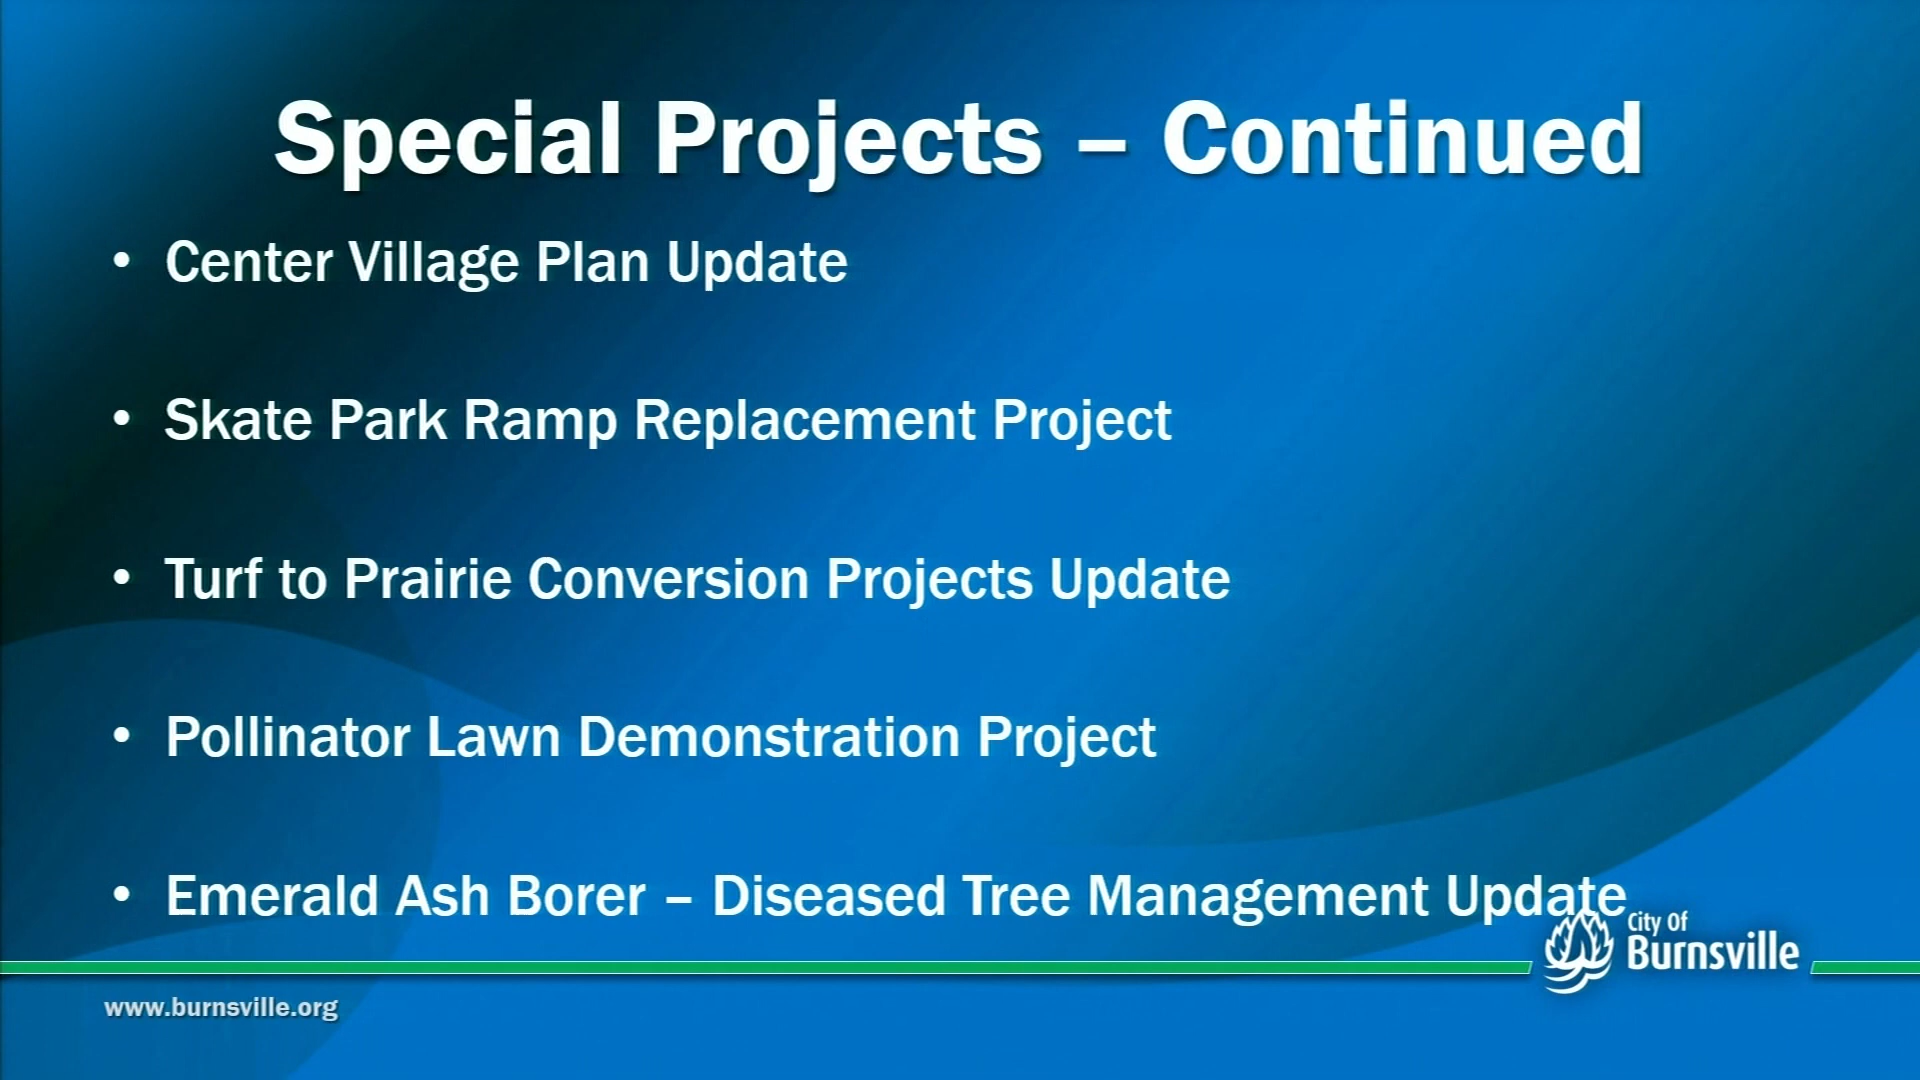 Special Projects – Continued
• Center Village Plan Update
• Skate Park Ramp Replacement Project
• Turf to Prairie Conversion Projects Update
• Pollinator Lawn Demonstration Project
• Emerald Ash Borer – Diseased Tree Management Update
City Of
Burnsville
www.burnsville.org